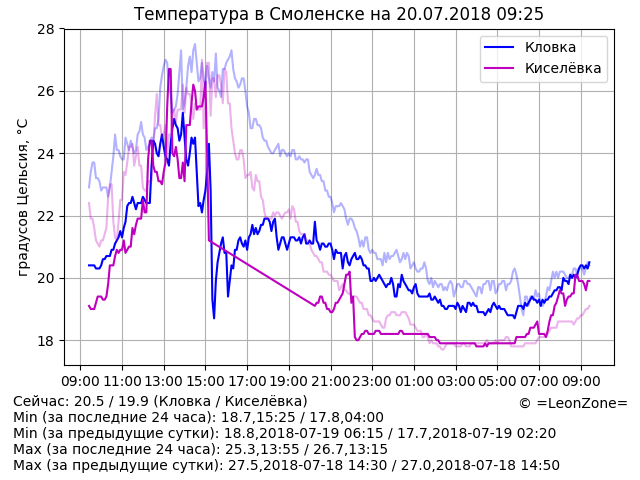 Температура в Смоленске на 20.07.2018 09:25
Кловка
Киселёвка
градусов Цельсия, °C
28
26
24
22
20
18
09:00 11:00 13:00 15:00 17:00 19:00 21:00 23:00 01:00 03:00 05:00 07:00 09:00
Сейчас: 20.5 / 19.9 (Кловка / Киселёвка)
© =LeonZone=
Min (за последние 24 часа): 18.7,15:25 / 17.8,04:00
Min (за предыдущие сутки): 18.8,2018-07-19 06:15 / 17.7,2018-07-19 02:20
Max (за последние 24 часа): 25.3,13:55 / 26.7,13:15
Max (за предыдущие сутки): 27.5,2018-07-18 14:30 / 27.0,2018-07-18 14:50